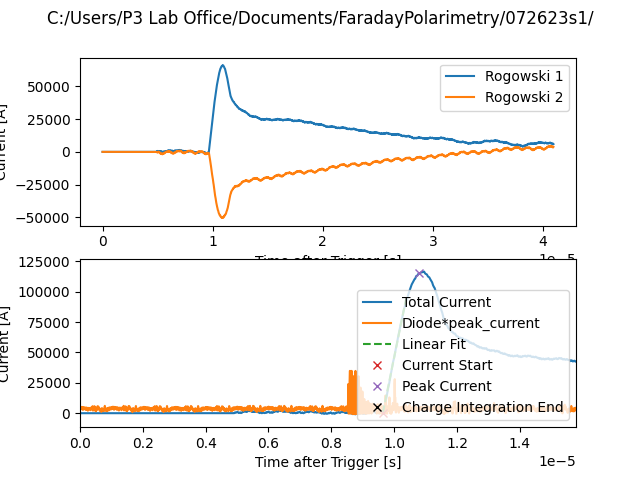 C:/Users/P3 Lab Office/Documents/FaradayPolarimetry/072623s1/
Current [A]
50000
25000
0
−25000
−50000
Rogowski 1
Rogowski 2
0
1
2
3
4
Time after Trigger [s]
1e−5
Current [A]
125000
100000
75000
50000
25000
0
Total Current
Diode*peak_current
Linear Fit
Current Start
Peak Current
Charge Integration End
0.0
0.2
0.4
0.6
0.8
1.0
1.2
1.4
Time after Trigger [s]
1e−5